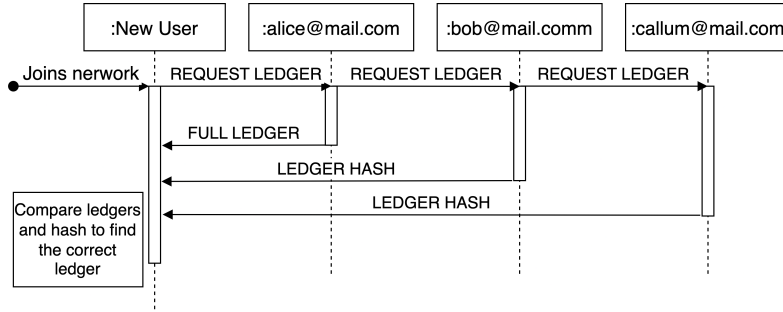 :New User
:alice@mail.com
:bob@mail.comm
:callum@mail.com
Joins nerwork
REQUEST LEDGER
REQUEST LEDGER
REQUEST LEDGER
FULL LEDGER
LEDGER HASH
LEDGER HASH
Compare ledgers
and hash to find
the correct
ledger